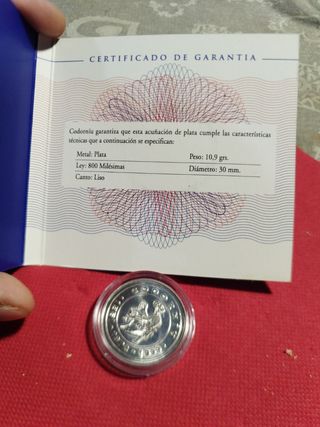 CERTIFICADO DE GARANTIA
Codorníu garantiza que esta acuñación de plata cumple las características
técnicas que a continuación se especifican:
Metal: Plata
Peso: 10,9 grs.
Ley: 800 Milésimas
Diámetro: 30 mm.
Canto: Liso